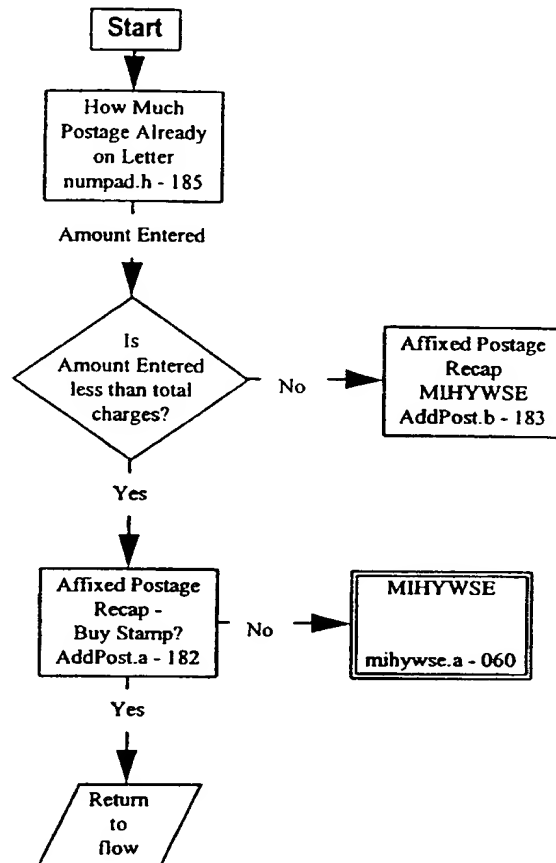 Start
How Much
Postage Already
on Letter
numpad.h - 185
Amount Entered
Is
Amount Entered
less than total
charges?
No
Affixed Postage
Recap
MIHYWSE
AddPost.b - 183
Yes
Affixed Postage
Recap -
Buy Stamp?
AddPost.a - 182
No
MIHYWSE
mihywse.a - 060
Yes
Return
to
flow